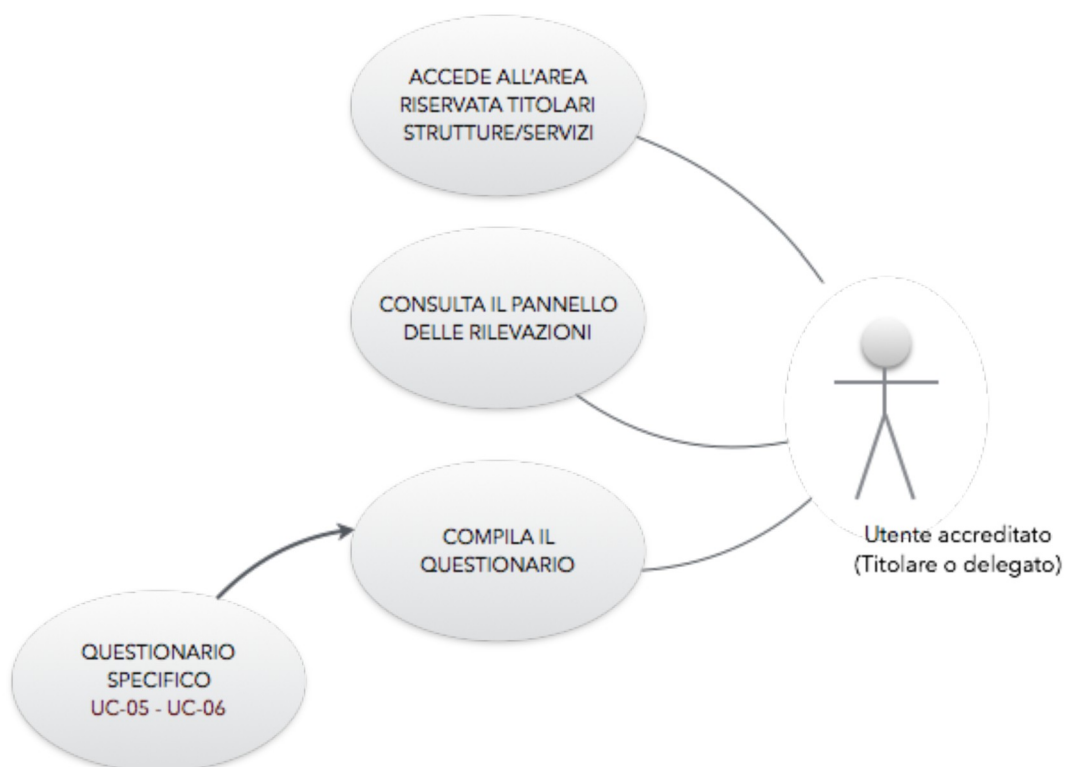 ACCEDE ALL'AREA
RISERVATA TITOLARI
STRUTTURE/SERVIZI
CONSULTA IL PANNELLO
DELLE RILEVAZIONI
COMPILA IL
QUESTIONARIO
Utente accreditato
(Titolare o delegato)
QUESTIONARIO
SPECIFICO
UC-05 - UC-06